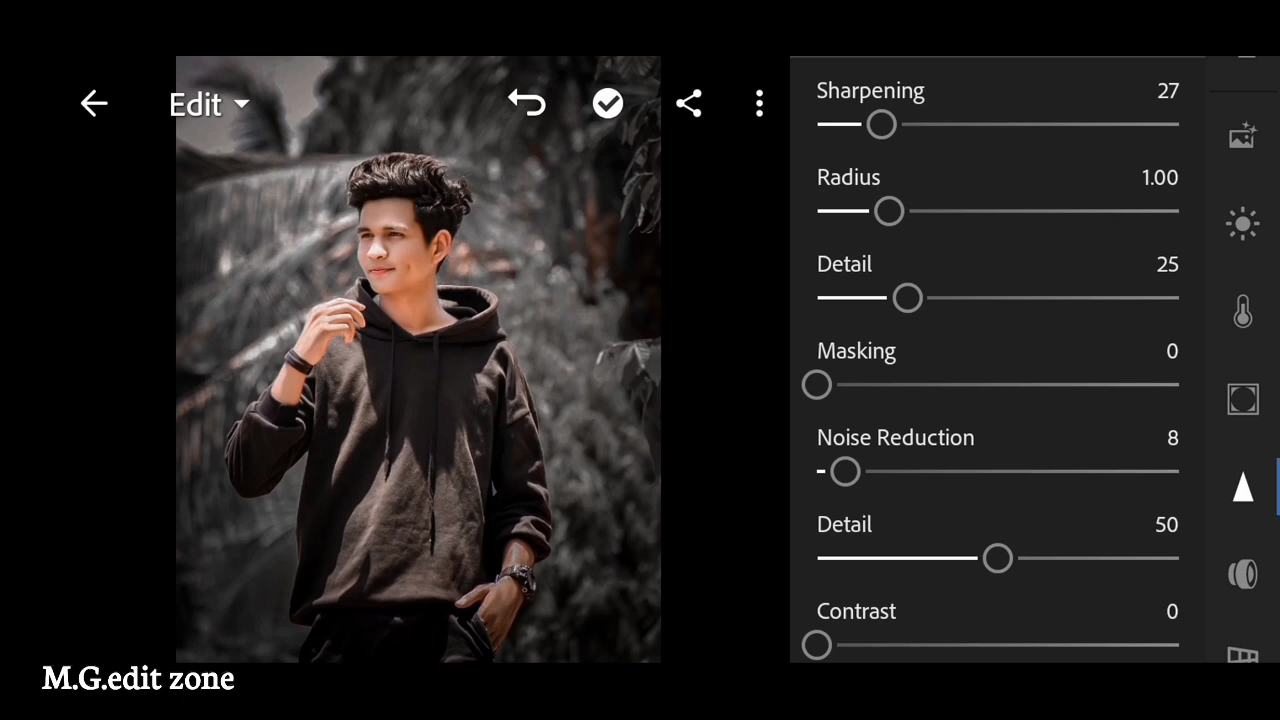 Edit
Sharpening 27
Radius 1.00
Detail 25
Masking 0
Noise Reduction 8
Detail 50
Contrast 0
M.G.edit zone